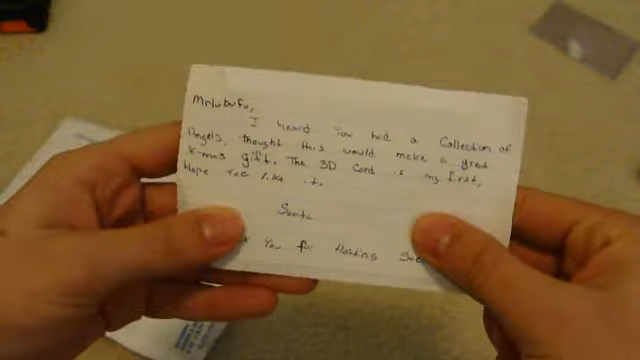 Mrlubufu,
I heard You had a Collection of
Angels, thought this would make a great
X-mas gift. The 3D Card is my first,
Hope You like it.
Santa
You for Hosting